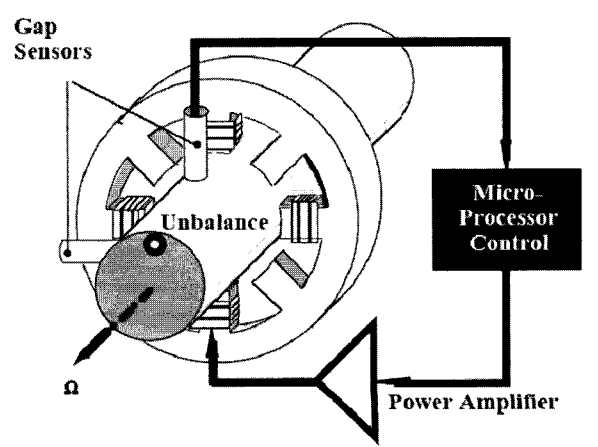 Gap
Sensors
Unbalance
Micro-
Processor
Control
Power Amplifier
Ω